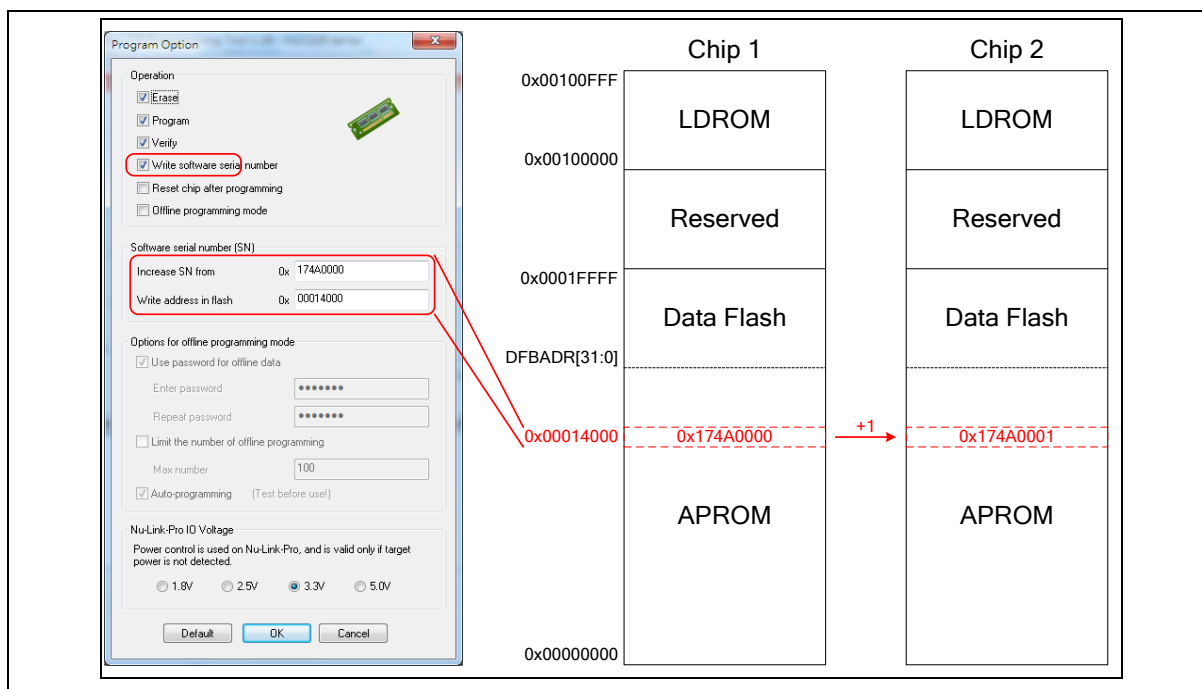 Program Option
Operation
Erase
Program
Verify
Write software serial number
Reset chip after programming
Offline programming mode
Software serial number (SN)
Increase SN from 0x 174A0000
Write address in flash 0x 00014000
Options for offline programming mode
Use password for offline data
Enter password •••••••
Repeat password •••••••
Limit the number of offline programming
Max number 100
Auto-programming (Test before use!)
Nu-Link-Pro IO Voltage
Power control is used on Nu-Link-Pro, and is valid only if target
power is not detected.
1.8V 2.5V 3.3V 5.0V
Default OK Cancel
Chip 1 Chip 2
0x00100FFF
LDROM LDROM
0x00100000
Reserved Reserved
0x0001FFFF
Data Flash Data Flash
DFBADR[31:0]
0x00014000 0x174A0000 +1 0x174A0001
APROM APROM
0x00000000